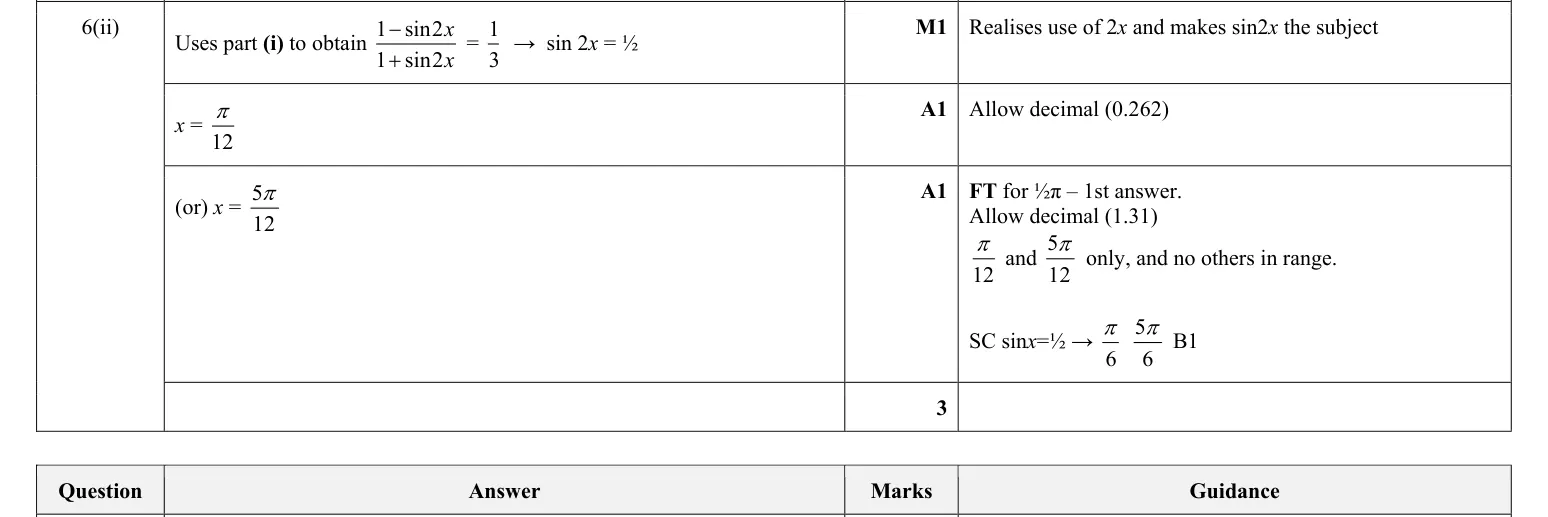 6(ii)
Uses part (i) to obtain (1 − sin2x)/(1 + sin2x) = 1/3 → sin 2x = ½
M1
Realises use of 2x and makes sin2x the subject
x = π/12
A1
Allow decimal (0.262)
(or) x = 5π/12
A1
FT for ½π – 1st answer.
Allow decimal (1.31)
π/12 and 5π/12 only, and no others in range.
SC sinx=½ → π/6 5π/6 B1
3
Question Answer Marks Guidance